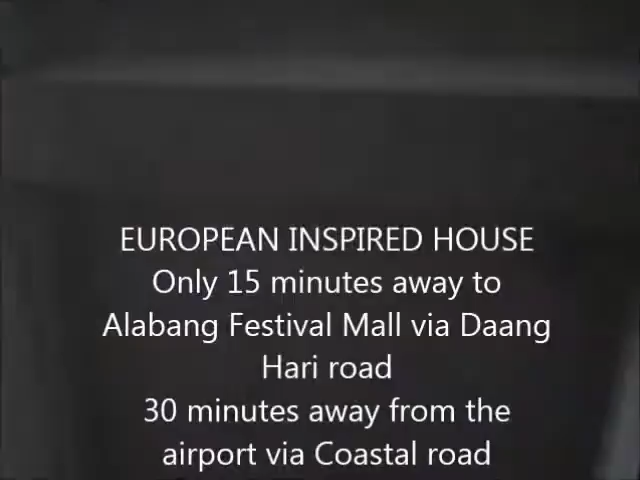 EUROPEAN INSPIRED HOUSE
Only 15 minutes away to
Alabang Festival Mall via Daang
Hari road
30 minutes away from the
airport via Coastal road